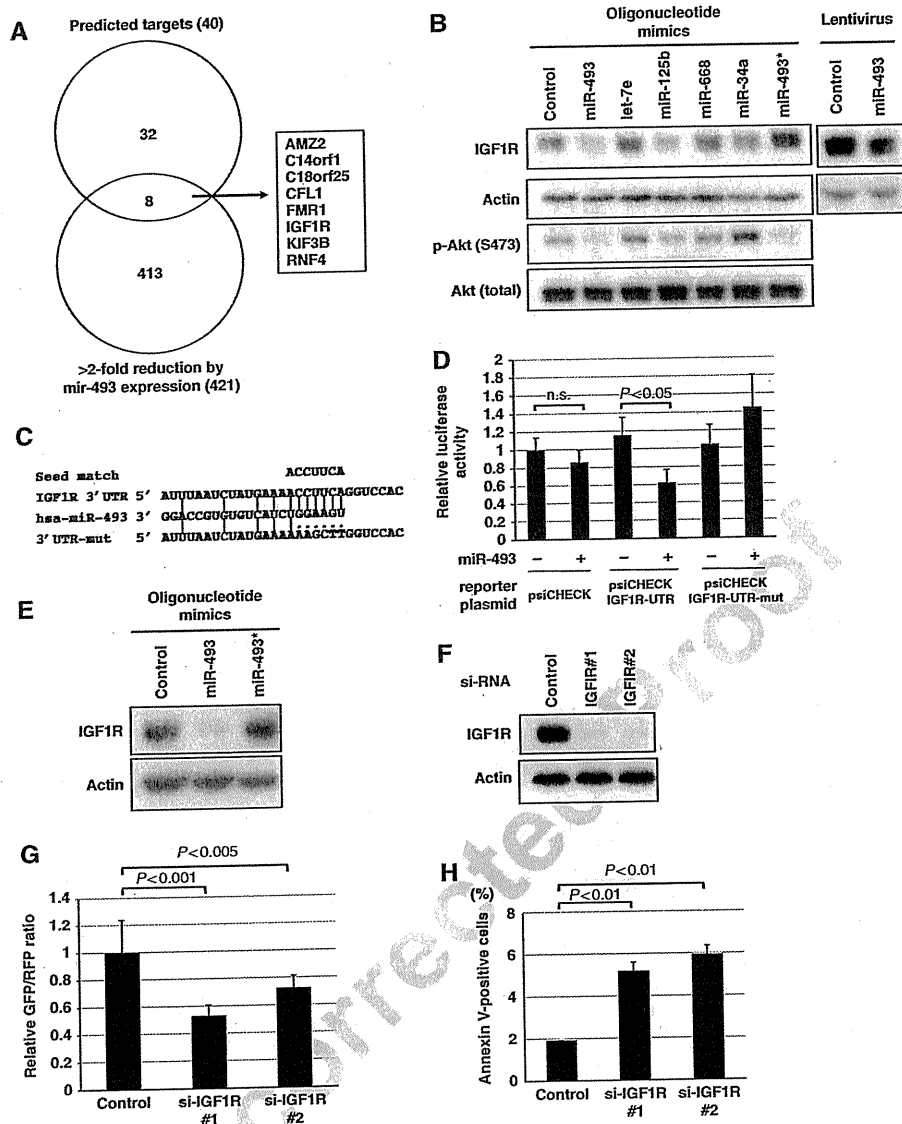 A
Predicted targets (40)
32
8
413
AMZ2
C14orf1
C18orf25
CFL1
FMR1
IGF1R
KIF3B
RNF4
>2-fold reduction by
mir-493 expression (421)
B
Oligonucleotide
mimics
Lentivirus
Control
miR-493
let-7e
miR-125b
miR-668
miR-34a
miR-493*
Control
miR-493
IGF1R
Actin
p-Akt (S473)
Akt (total)
C
Seed match ACCUUCA
IGF1R 3' UTR 5' AUUUAAUCUAUGAAAACCUUCAGGUCCAC
hsa-miR-493 3' GGACCGUGUGUCAUCUGGAAGU
3'UTR-mut 5' AUUUAAUCUAUGAAAAAAGCTTGGUCCAC
D
Relative luciferase
activity
2
1.8
1.6
1.4
1.2
1.0
0.8
0.6
0.4
0.2
0
n.s.
P<0.05
miR-493 − + − + − +
reporter
plasmid
psiCHECK
psiCHECK
IGF1R-UTR
psiCHECK
IGF1R-UTR-mut
E
Oligonucleotide
mimics
Control
miR-493
miR-493*
IGF1R
Actin
F
si-RNA
Control
IGFIR#1
IGFIR#2
IGF1R
Actin
G
P<0.005
P<0.001
Relative GFP/RFP ratio
1.4
1.2
1
0.8
0.6
0.4
0.2
0
Control
si-IGF1R
#1
si-IGF1R
#2
H
(%)
P<0.01
P<0.01
Annexin V-positive cells
8
6
4
2
0
Control
si-IGF1R
#1
si-IGF1R
#2
corrected proof